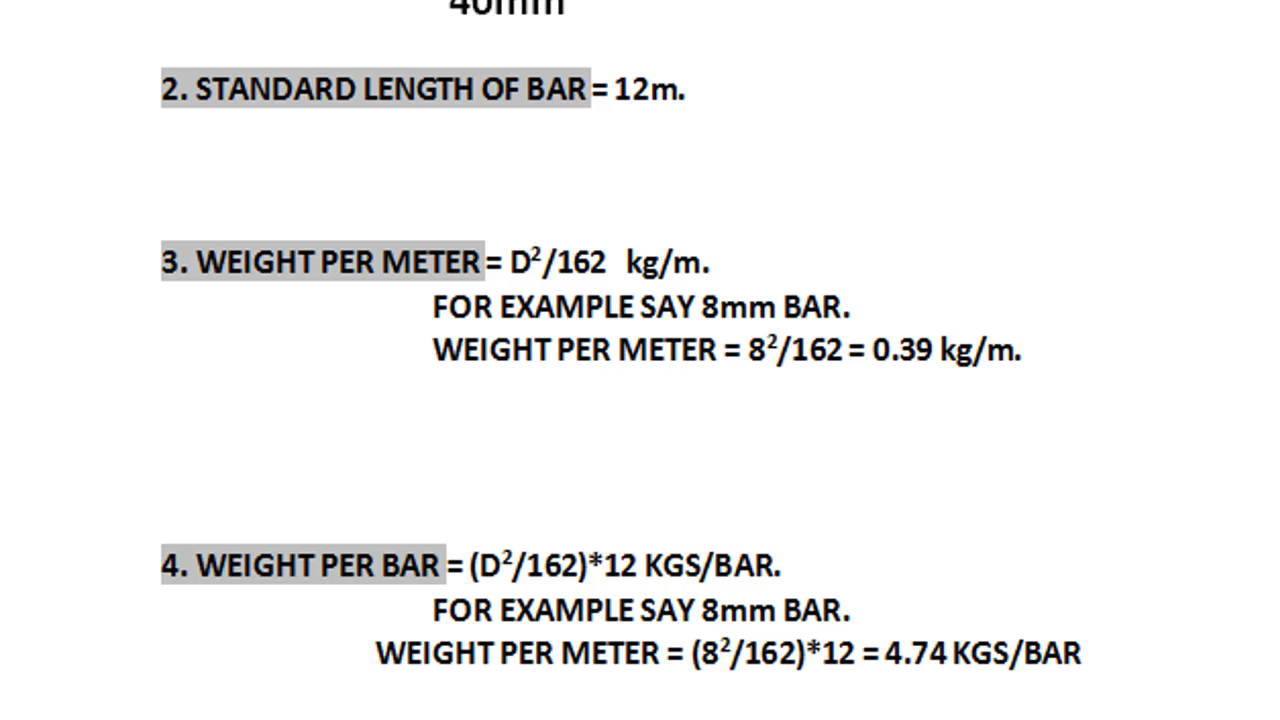 40mm
2. STANDARD LENGTH OF BAR = 12m.
3. WEIGHT PER METER = D²/162 kg/m.
FOR EXAMPLE SAY 8mm BAR.
WEIGHT PER METER = 8²/162 = 0.39 kg/m.
4. WEIGHT PER BAR = (D²/162)*12 KGS/BAR.
FOR EXAMPLE SAY 8mm BAR.
WEIGHT PER METER = (8²/162)*12 = 4.74 KGS/BAR